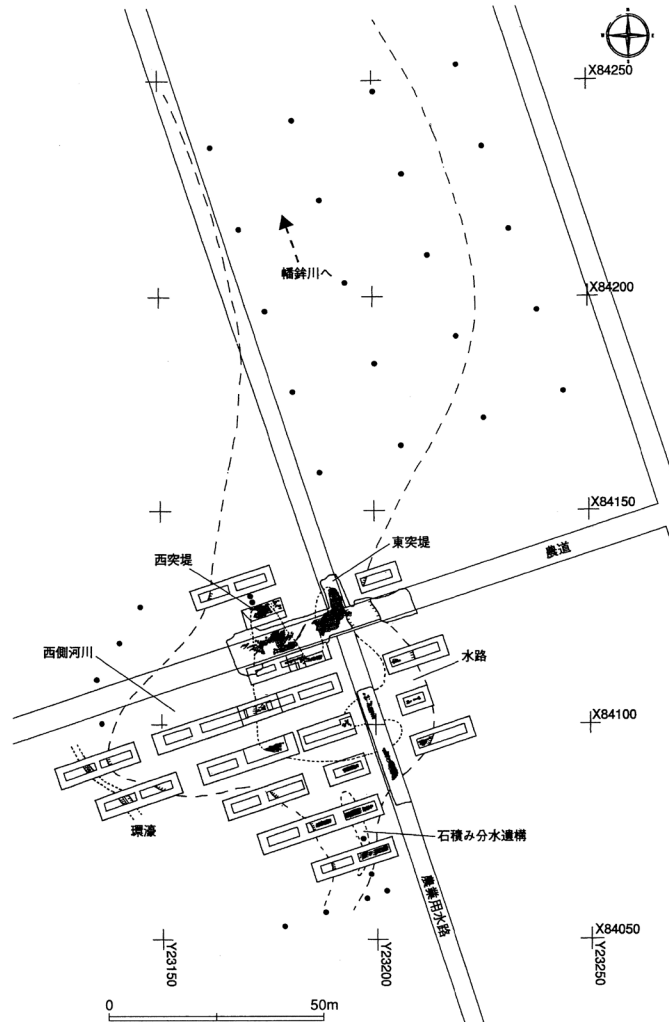 N
W E
S
X84250
幡鉾川へ
X84200
X84150
東突堤
農道
西突堤
西側河川
水路
X84100
環濠
石積み分水遺構
農業用水路
X84050
Y23150
Y23200
Y23250
0 50m